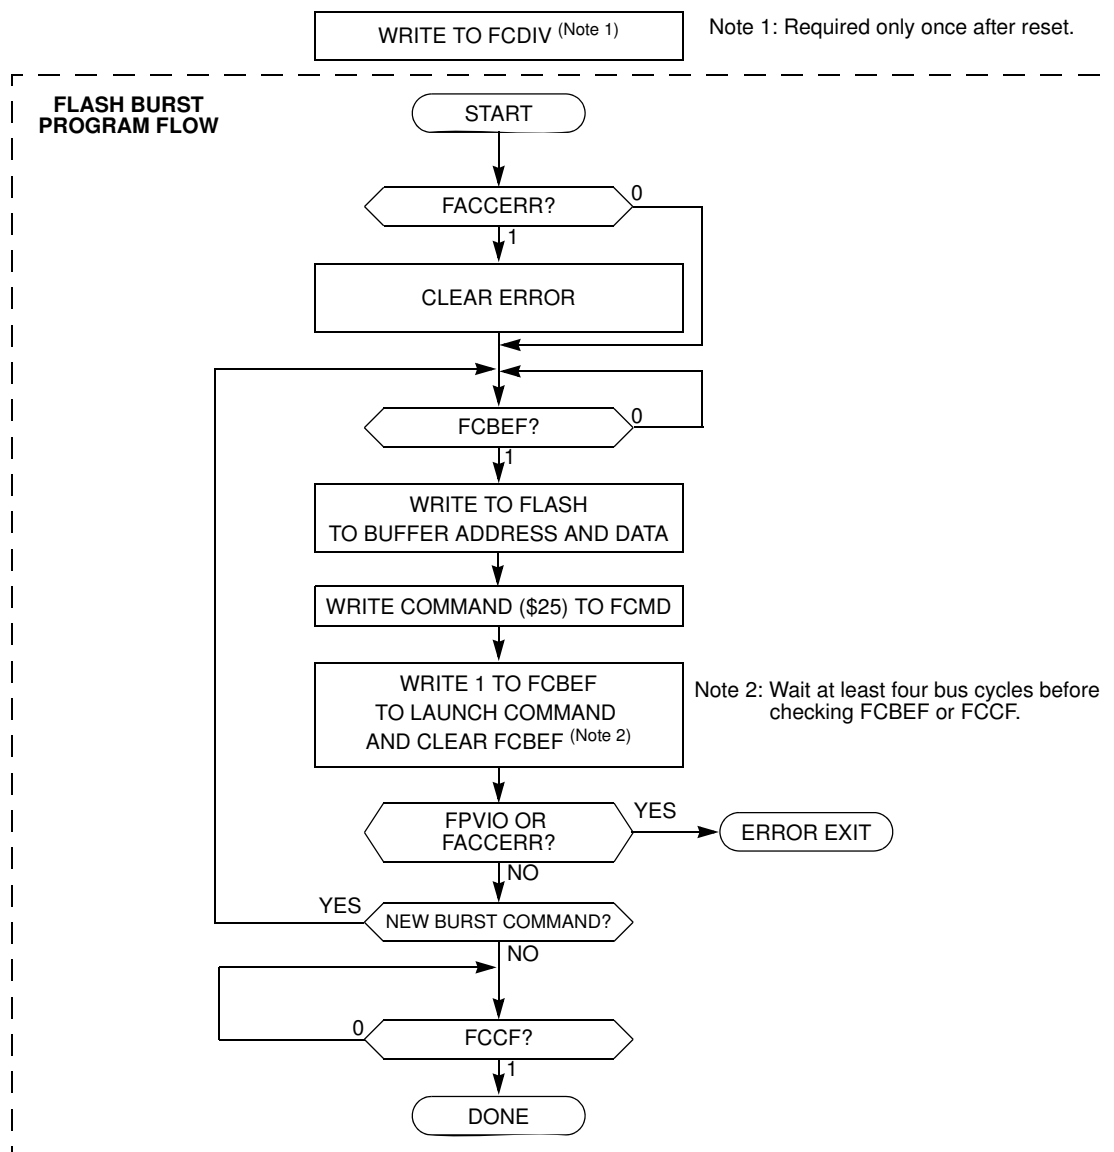 WRITE TO FCDIV (Note 1)
Note 1: Required only once after reset.
FLASH BURST
PROGRAM FLOW
START
FACCERR?
0
1
CLEAR ERROR
FCBEF?
0
1
WRITE TO FLASH
TO BUFFER ADDRESS AND DATA
WRITE COMMAND ($25) TO FCMD
WRITE 1 TO FCBEF
TO LAUNCH COMMAND
AND CLEAR FCBEF (Note 2)
Note 2: Wait at least four bus cycles before
checking FCBEF or FCCF.
FPVIO OR
FACCERR?
YES
ERROR EXIT
NO
YES
NEW BURST COMMAND?
NO
0
FCCF?
1
DONE